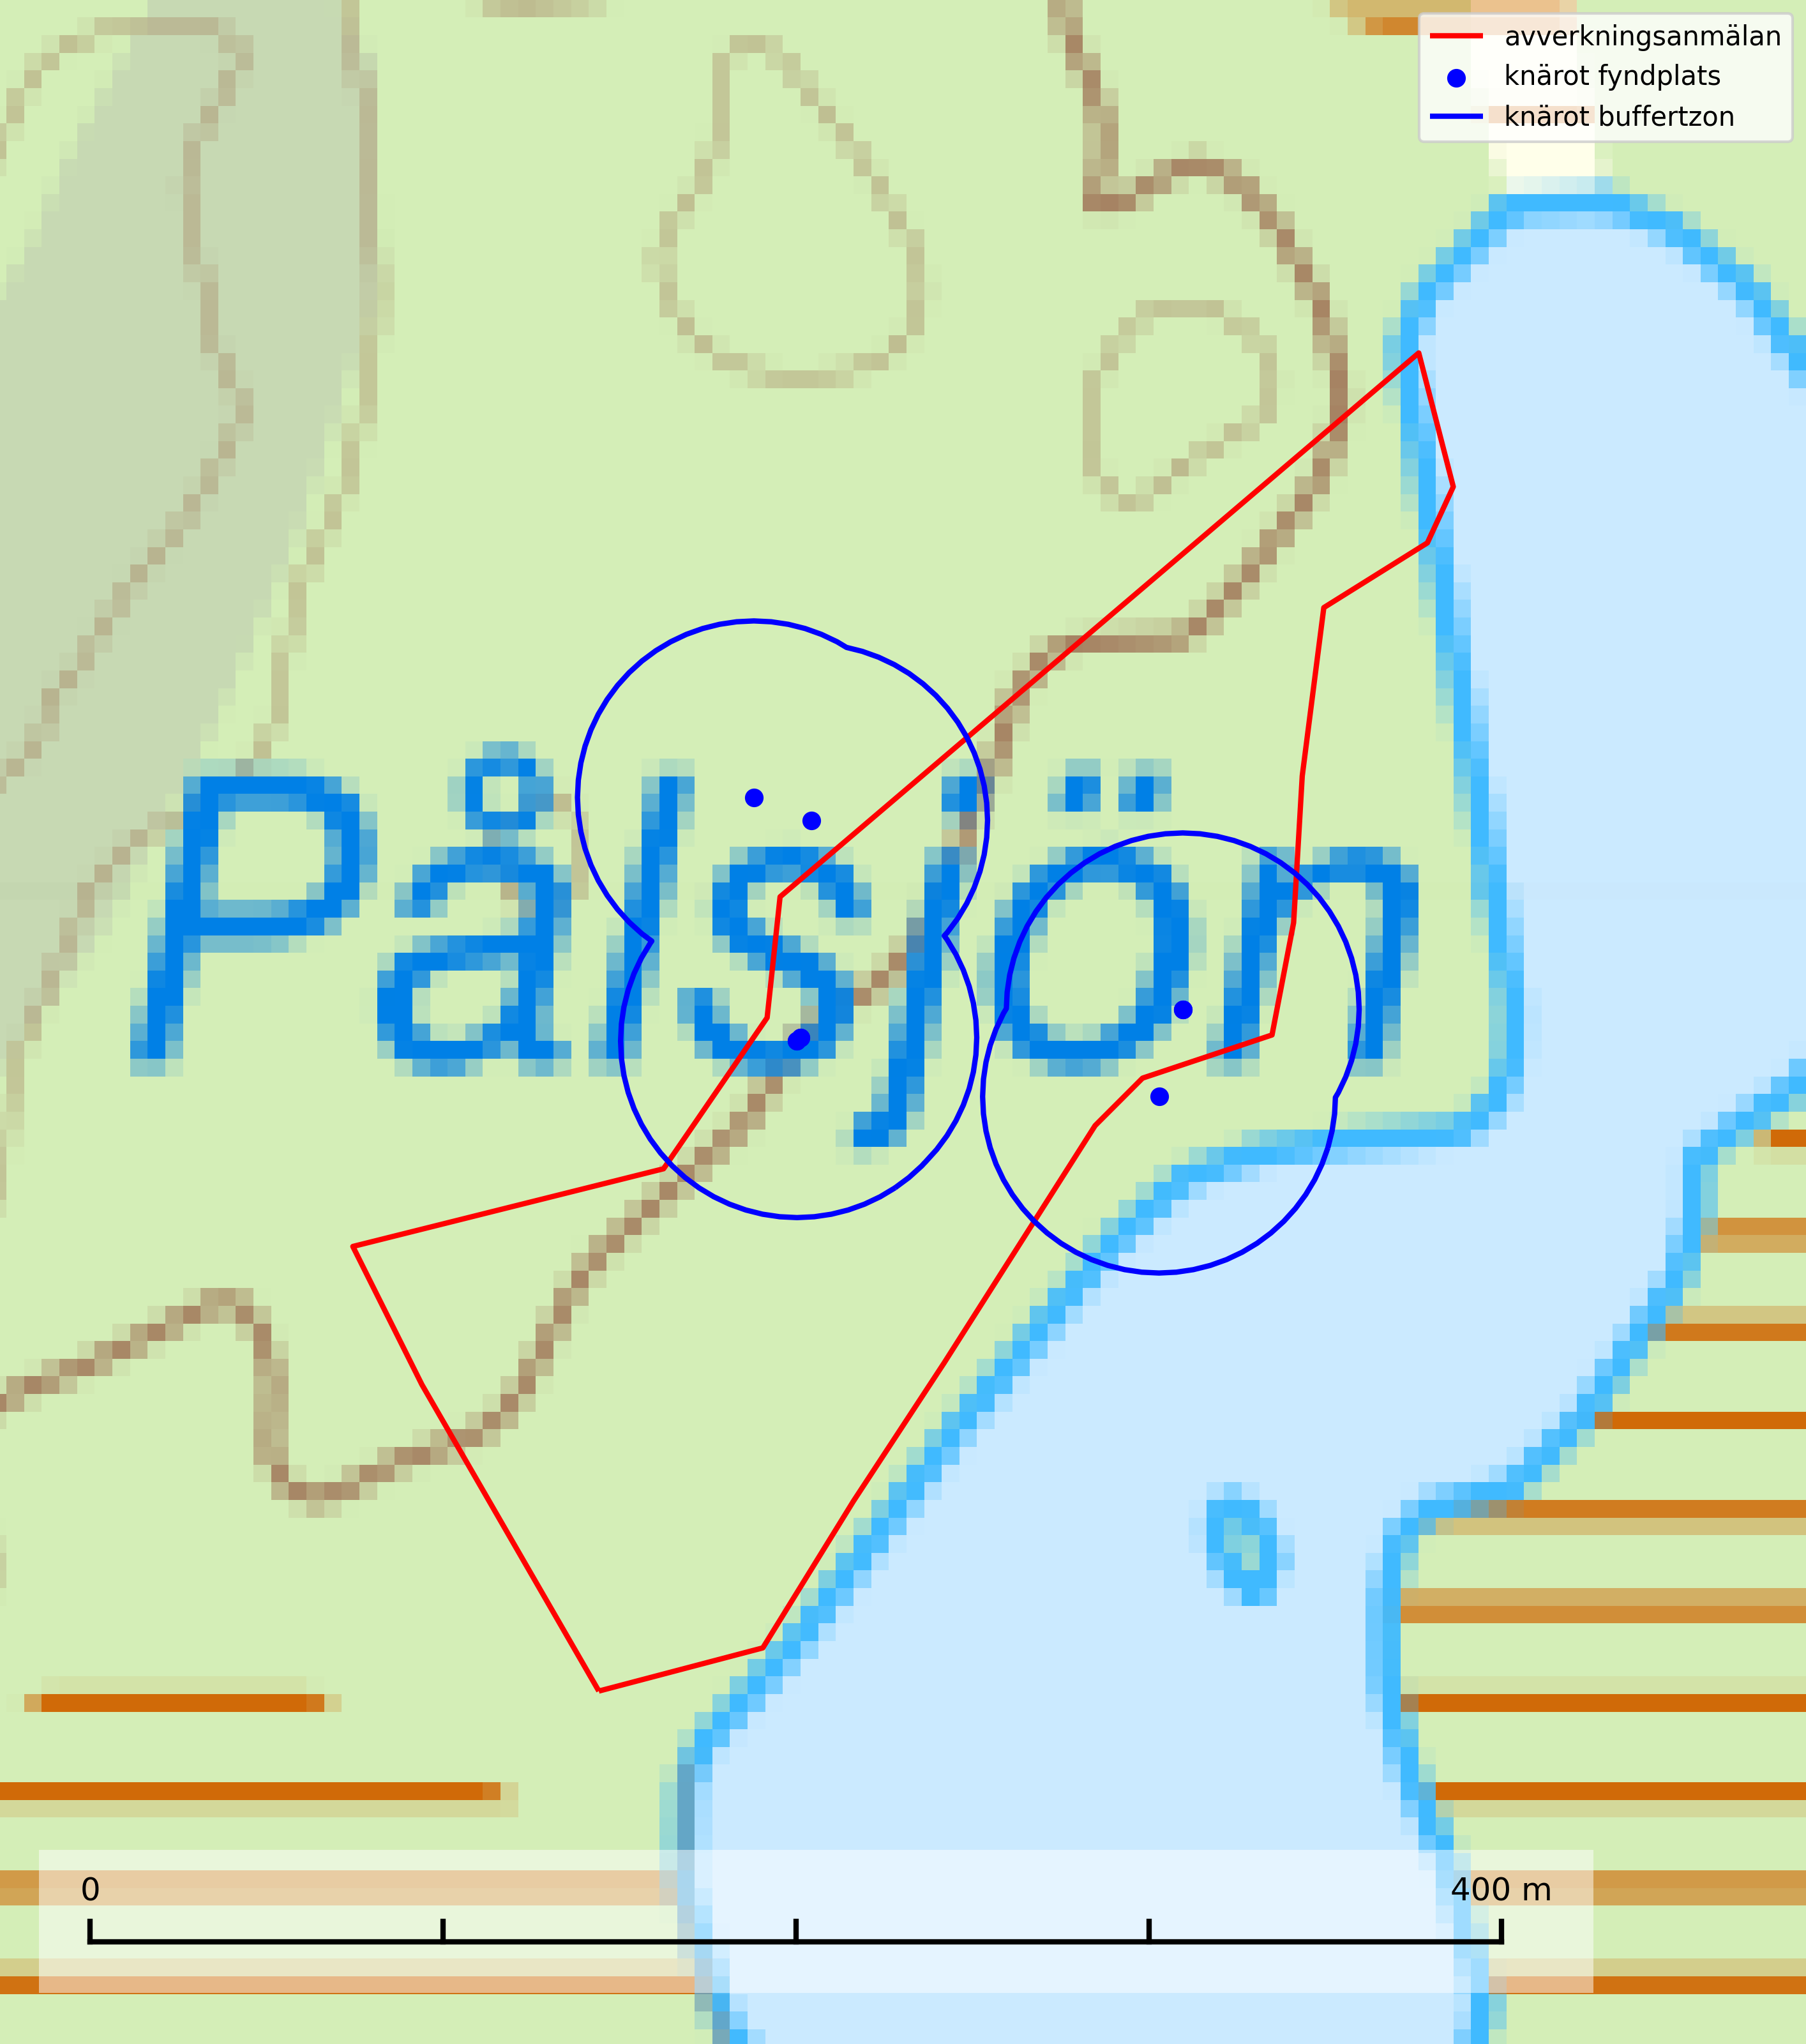 avverkningsanmälan
knärot fyndplats
knärot buffertzon
Pålsjön
0
400 m